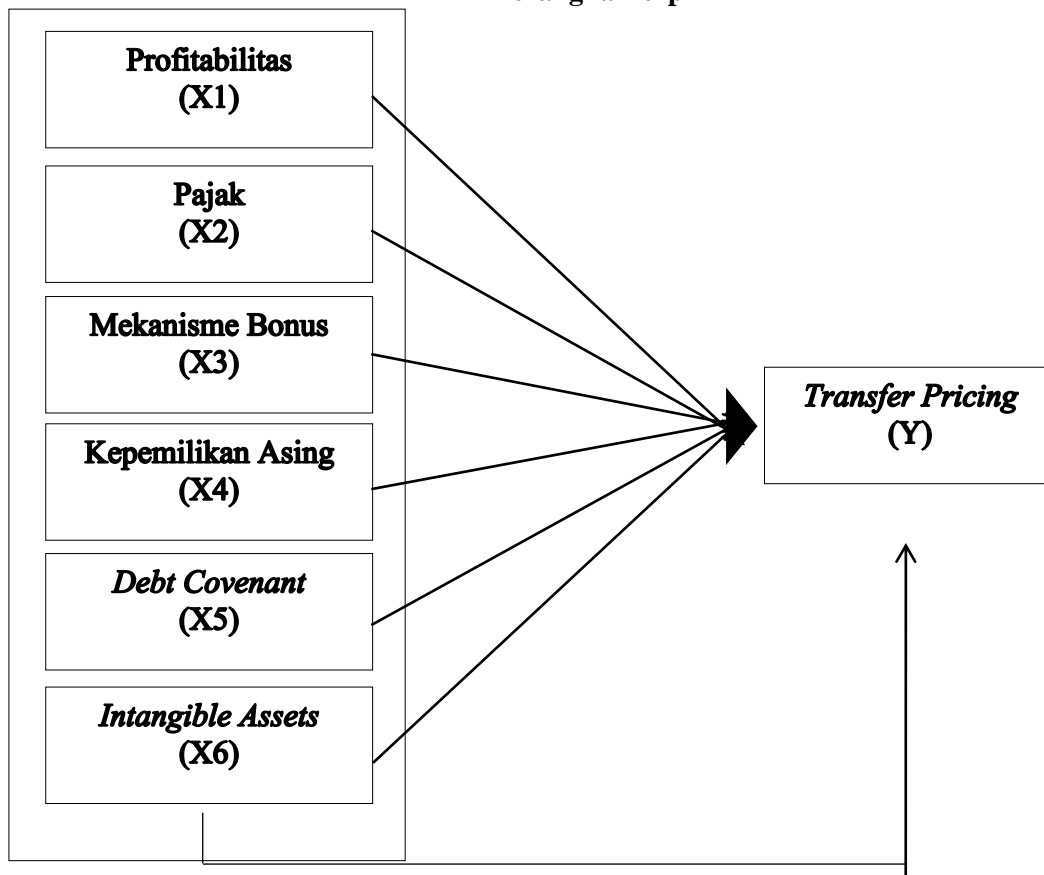 Profitabilitas
(X1)
Pajak
(X2)
Mekanisme Bonus
(X3)
Kepemilikan Asing
(X4)
Transfer Pricing
(Y)
Debt Covenant
(X5)
Intangible Assets
(X6)